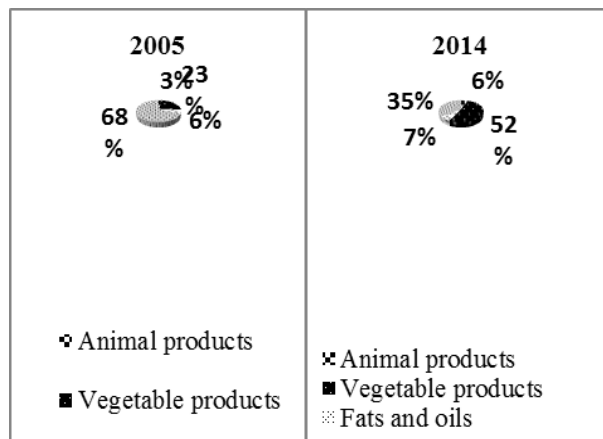 2005
3%
23
%
6%
68
%
Animal products
Vegetable products
2014
6%
35%
7%
52
%
Animal products
Vegetable products
Fats and oils